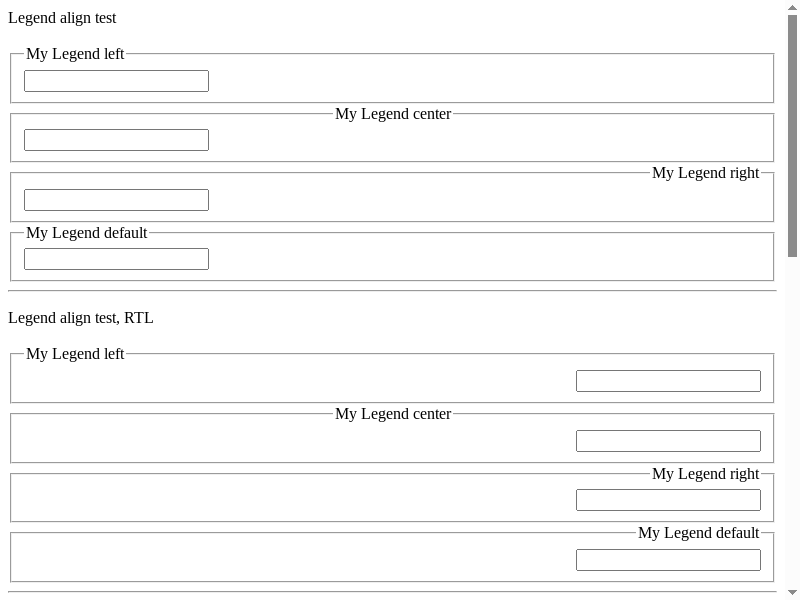 Legend align test
My Legend left
My Legend center
My Legend right
My Legend default
Legend align test, RTL
My Legend left
My Legend center
My Legend right
My Legend default